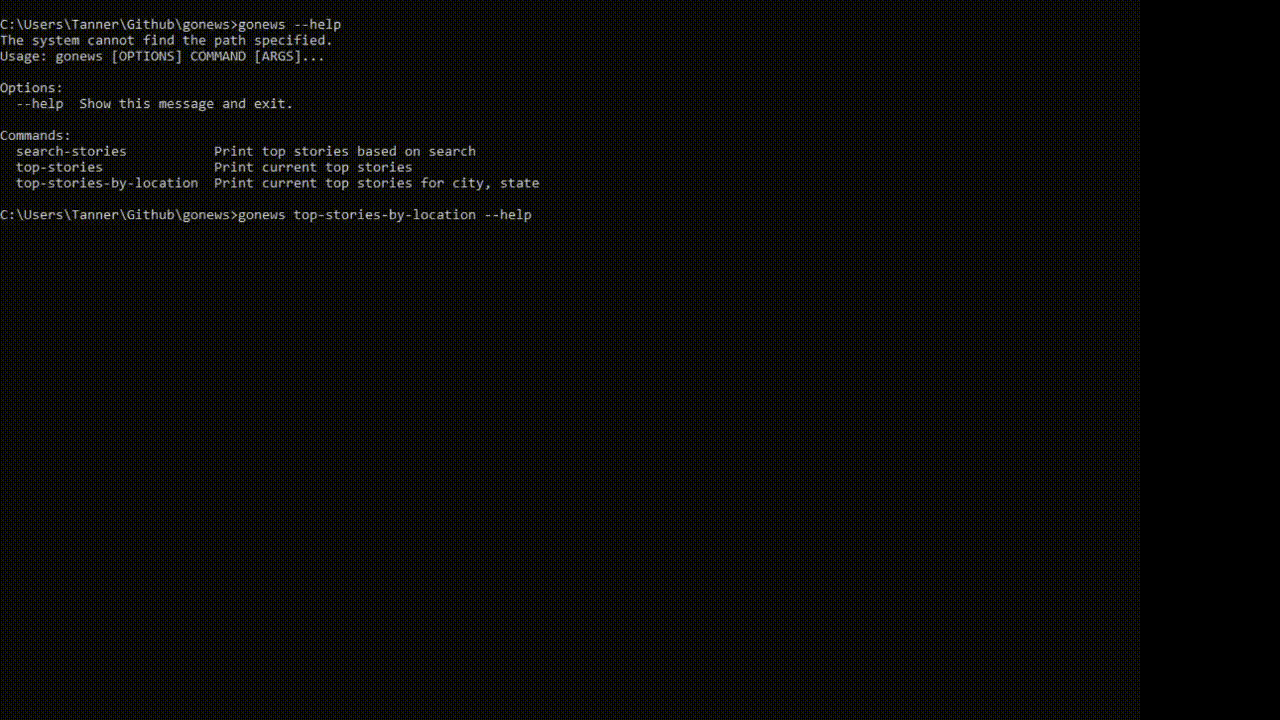 C:\Users\Tanner\Github\gonews>gonews --help
The system cannot find the path specified.
Usage: gonews [OPTIONS] COMMAND [ARGS]...
Options:
  --help  Show this message and exit.
Commands:
  search-stories           Print top stories based on search
  top-stories              Print current top stories
  top-stories-by-location  Print current top stories for city, state
C:\Users\Tanner\Github\gonews>gonews top-stories-by-location --help